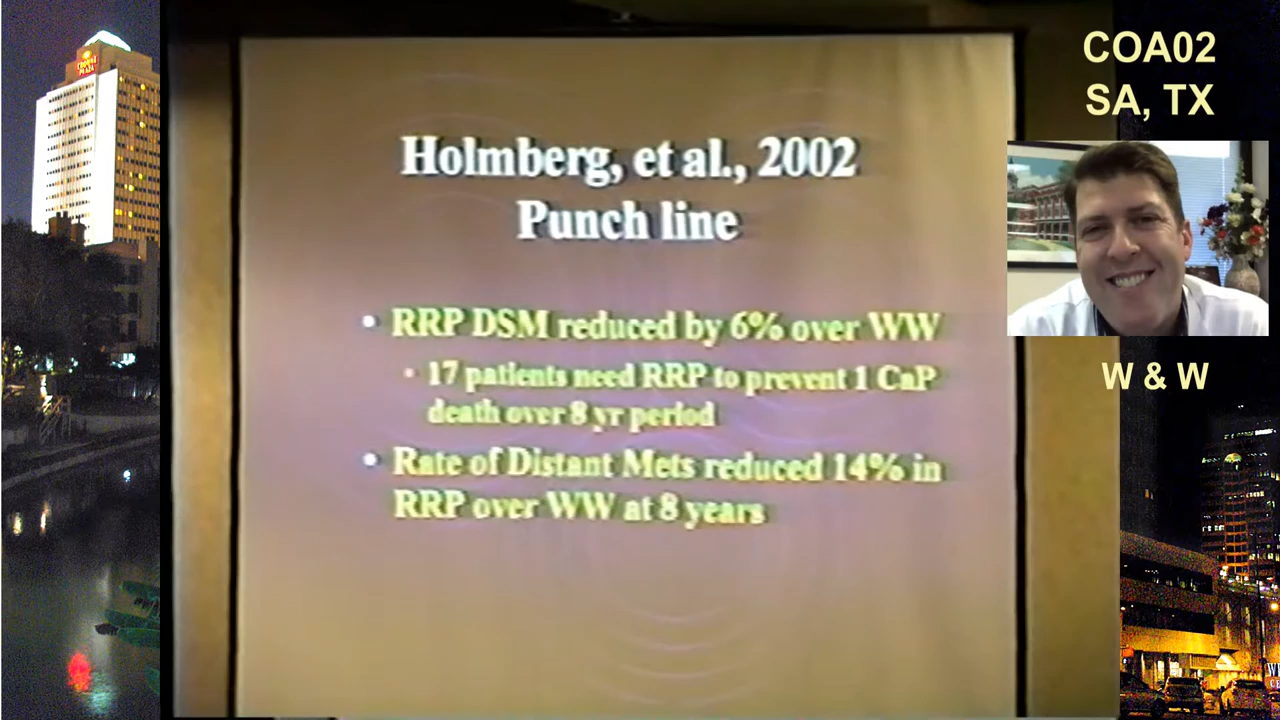 COA02
SA, TX
Holmberg, et al., 2002
Punch line
• RRP DSM reduced by 6% over WW
• 17 patients need RRP to prevent 1 CaP
death over 8 yr period
• Rate of Distant Mets reduced 14% in
RRP over WW at 8 years
W & W